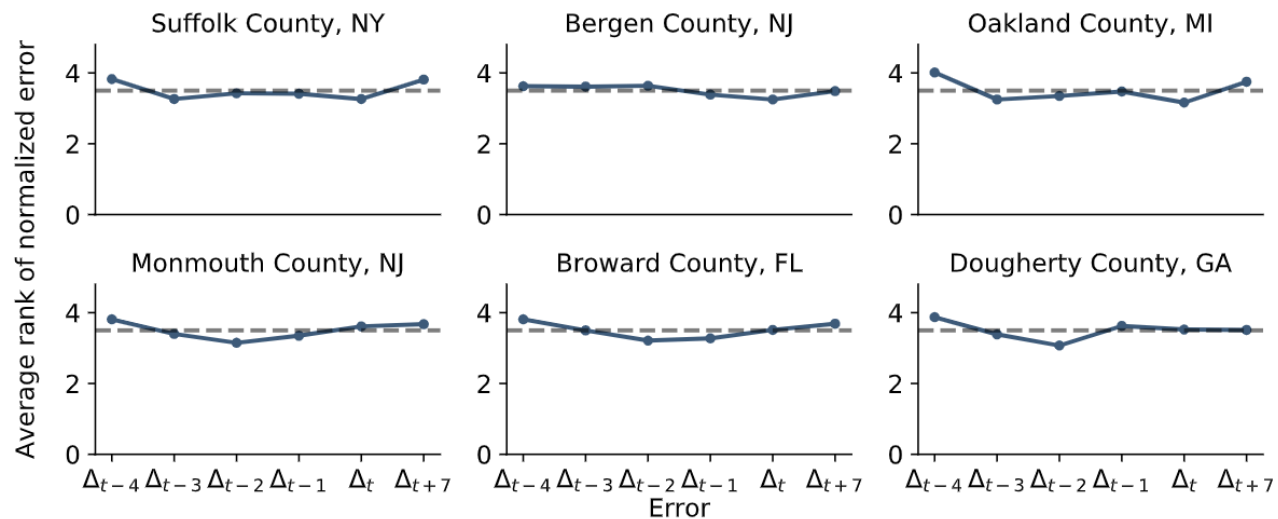 Suffolk County, NY
Bergen County, NJ
Oakland County, MI
Average rank of normalized error
4
2
0
4
2
0
4
2
0
Monmouth County, NJ
Broward County, FL
Dougherty County, GA
4
2
0
4
2
0
4
2
0
Δt − 4 Δt − 3 Δt − 2 Δt − 1 Δt Δt + 7
Δt − 4 Δt − 3 Δt − 2 Δt − 1 Δt Δt + 7
Δt − 4 Δt − 3 Δt − 2 Δt − 1 Δt Δt + 7
Error